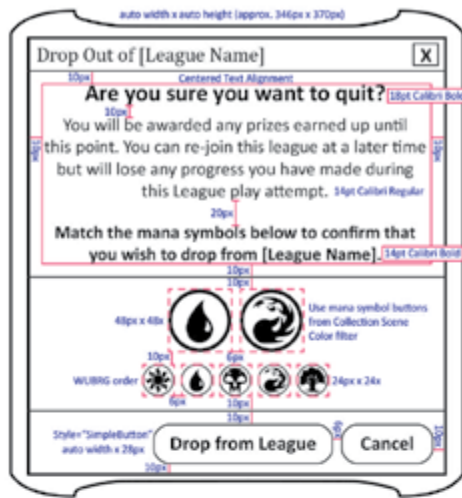 auto width x auto height (approx. 346px x 370px)
Drop Out of [League Name] X
10px Centered Text Alignment
Are you sure you want to quit? 18pt Calibri Bold
10px
You will be awarded any prizes earned up until
10px this point. You can re-join this league at a later time 10px
but will lose any progress you have made during
this League play attempt. 14pt Calibri Regular
20px
Match the mana symbols below to confirm that
you wish to drop from [League Name]. 14pt Calibri Bold
10px
10px
48px x 48x
Use mana symbol buttons
from Collection Scene
Color filter
10px 6px
WUBRG order 24px x 24x
6px 10px
10px
Style="SimpleButton"
auto width x 28px
Drop from League 6px Cancel 10px
10px